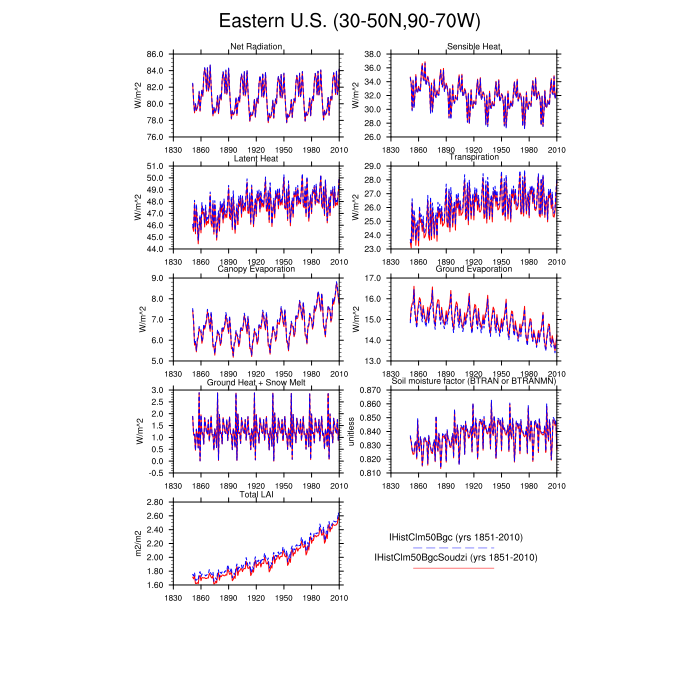 Eastern U.S. (30-50N,90-70W)
Net Radiation
Sensible Heat
W/m^2
86.0
84.0
82.0
80.0
78.0
76.0
1830 1860 1890 1920 1950 1980 2010
W/m^2
38.0
36.0
34.0
32.0
30.0
28.0
26.0
1830 1860 1890 1920 1950 1980 2010
Latent Heat
Transpiration
W/m^2
51.0
50.0
49.0
48.0
47.0
46.0
45.0
44.0
1830 1860 1890 1920 1950 1980 2010
W/m^2
29.0
28.0
27.0
26.0
25.0
24.0
23.0
1830 1860 1890 1920 1950 1980 2010
Canopy Evaporation
Ground Evaporation
W/m^2
9.0
8.0
7.0
6.0
5.0
1830 1860 1890 1920 1950 1980 2010
W/m^2
17.0
16.0
15.0
14.0
13.0
1830 1860 1890 1920 1950 1980 2010
Ground Heat + Snow Melt
Soil moisture factor (BTRAN or BTRANMN)
W/m^2
3.0
2.5
2.0
1.5
1.0
0.5
0.0
-0.5
1830 1860 1890 1920 1950 1980 2010
unitless
0.870
0.860
0.850
0.840
0.830
0.820
0.810
1830 1860 1890 1920 1950 1980 2010
Total LAI
m2/m2
2.80
2.60
2.40
2.20
2.00
1.80
1.60
1830 1860 1890 1920 1950 1980 2010
IHistClm50Bgc (yrs 1851-2010)
IHistClm50BgcSoudzi (yrs 1851-2010)